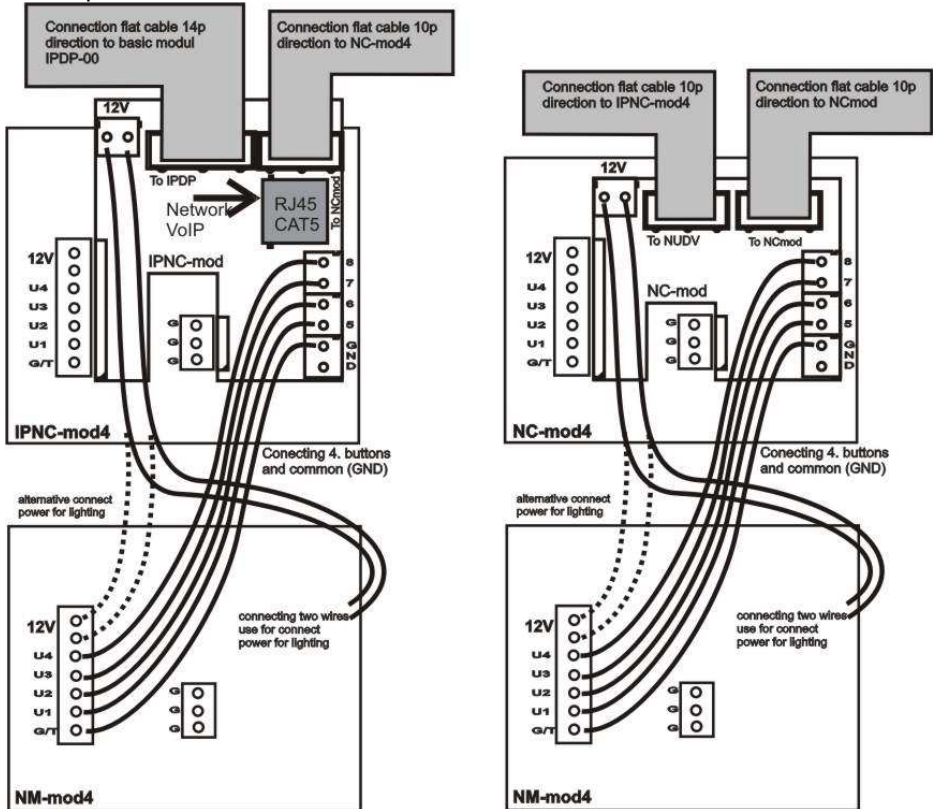 Connection flat cable 14p
direction to basic modul
IPDP-00
Connection flat cable 10p
direction to NC-mod4
12V
To IPDP
To NCmod
Network
VoIP
RJ45
CAT5
12V
U4
U3
U2
U1
G/T
IPNC-mod
G
G
G
8
7
6
5
G
N
D
IPNC-mod4
Conecting 4. buttons
and common (GND)
alternative connect
power for lighting
connecting two wires
use for connect
power for lighting
12V
U4
U3
U2
U1
G/T
G
G
G
NM-mod4
Connection flat cable 10p
direction to IPNC-mod4
Connection flat cable 10p
direction to NCmod
12V
To NUDV
To NCmod
12V
U4
U3
U2
U1
G/T
NC-mod
G
G
G
8
7
6
5
G
N
D
NC-mod4
Conecting 4. buttons
and common (GND)
alternative connect
power for lighting
connecting two wires
use for connect
power for lighting
12V
U4
U3
U2
U1
G/T
G
G
G
NM-mod4